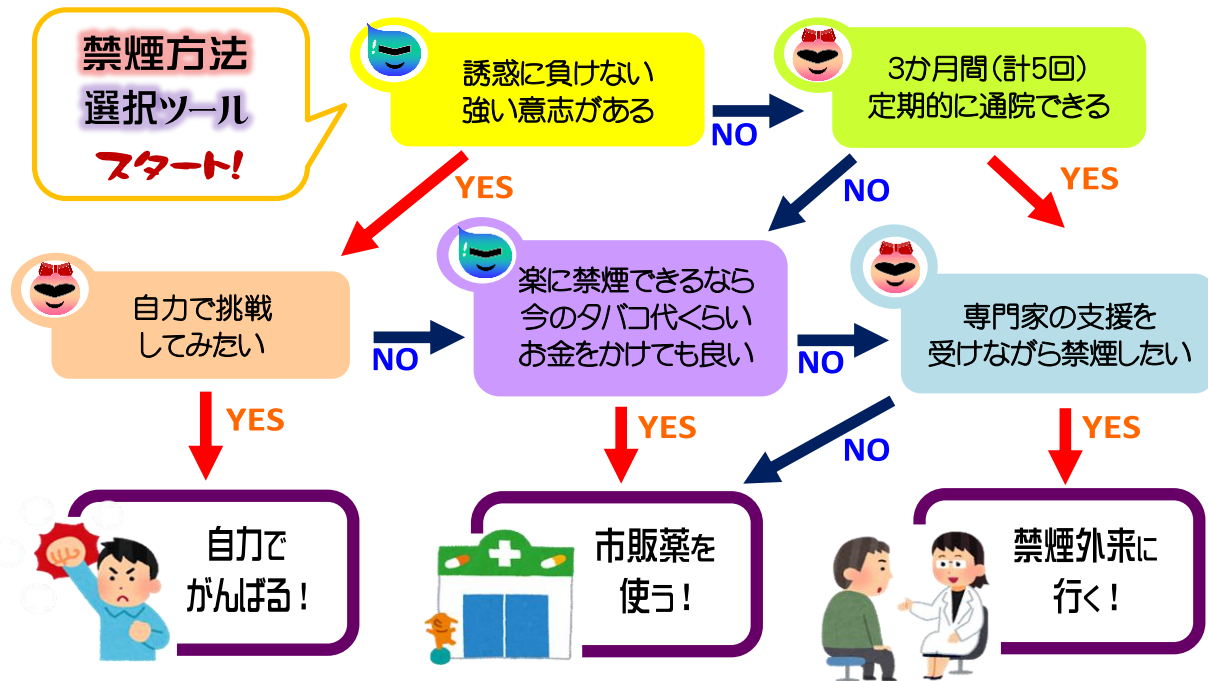 禁煙方法
選択ツール
スタート!
誘惑に負けない
強い意志がある
NO
3か月間(計5回)
定期的に通院できる
YES
NO
YES
自力で挑戦
してみたい
NO
楽に禁煙できるなら
今のタバコ代くらい
お金をかけても良い
NO
専門家の支援を
受けながら禁煙したい
YES
YES
NO
YES
自力で
がんばる!
市販薬を
使う!
禁煙外来に
行く!